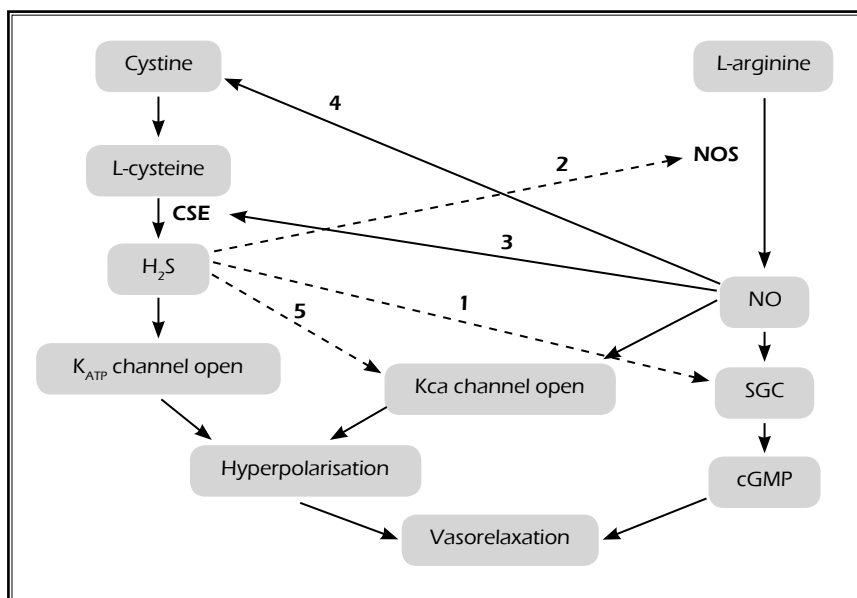 Cystine
L-arginine
4
NOS
2
L-cysteine
CSE
3
H₂S
NO
5
1
K_ATP channel open
Kca channel open
SGC
Hyperpolarisation
cGMP
Vasorelaxation